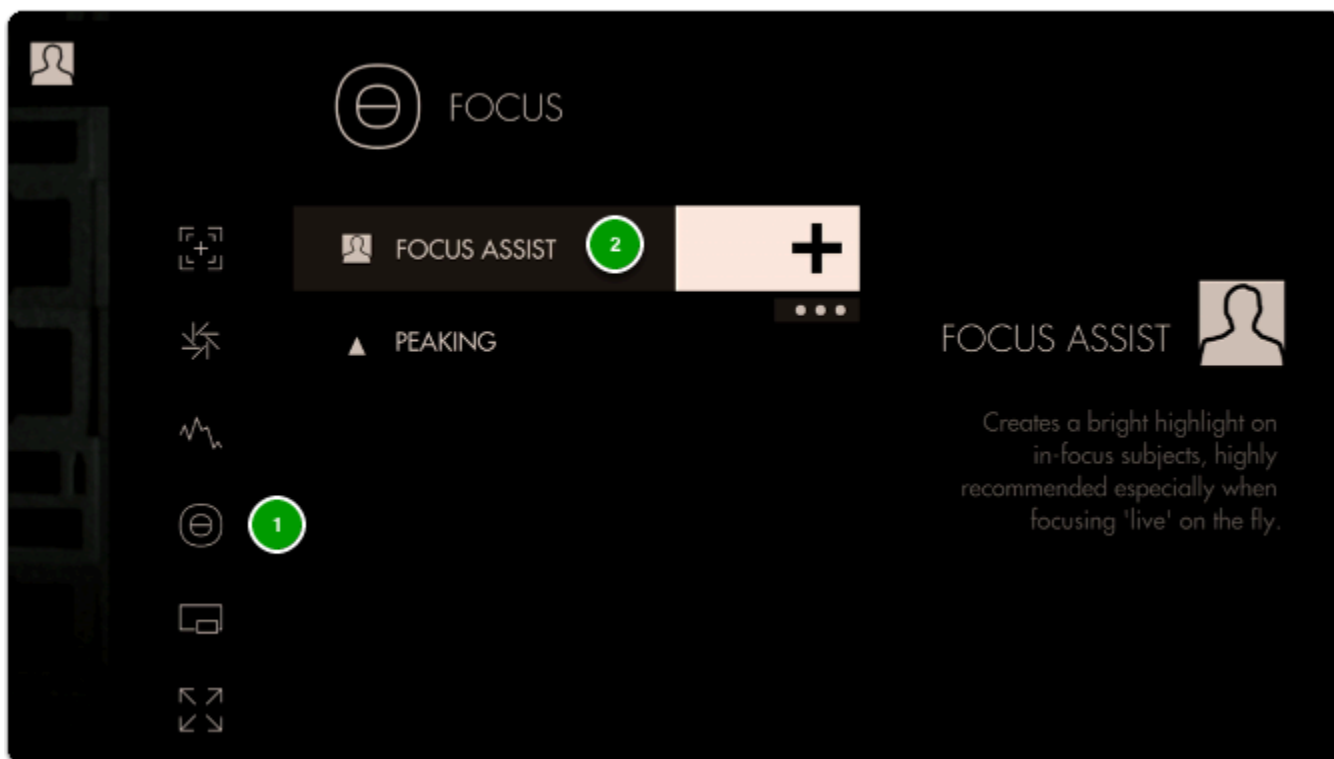 FOCUS
FOCUS ASSIST 2
PEAKING
1
FOCUS ASSIST
Creates a bright highlight on
in-focus subjects, highly
recommended especially when
focusing 'live' on the fly.